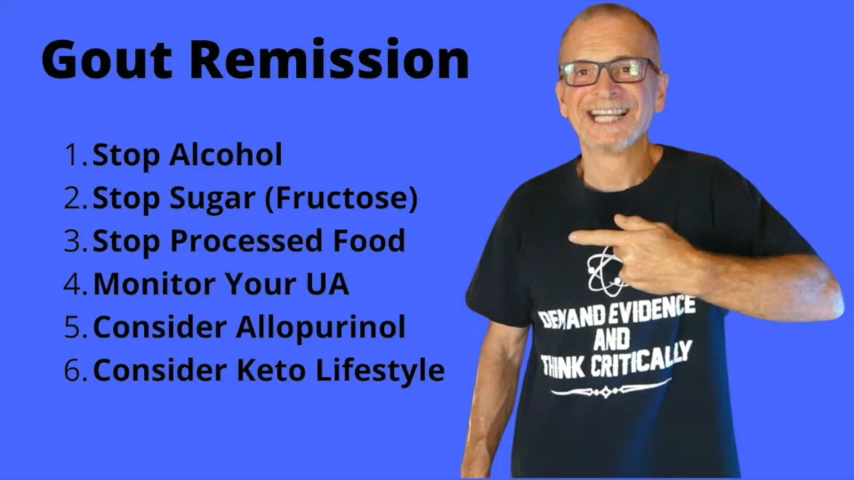 Gout Remission
1. Stop Alcohol
2. Stop Sugar (Fructose)
3. Stop Processed Food
4. Monitor Your UA
5. Consider Allopurinol
6. Consider Keto Lifestyle
DEMAND EVIDENCE
AND
THINK CRITICALLY